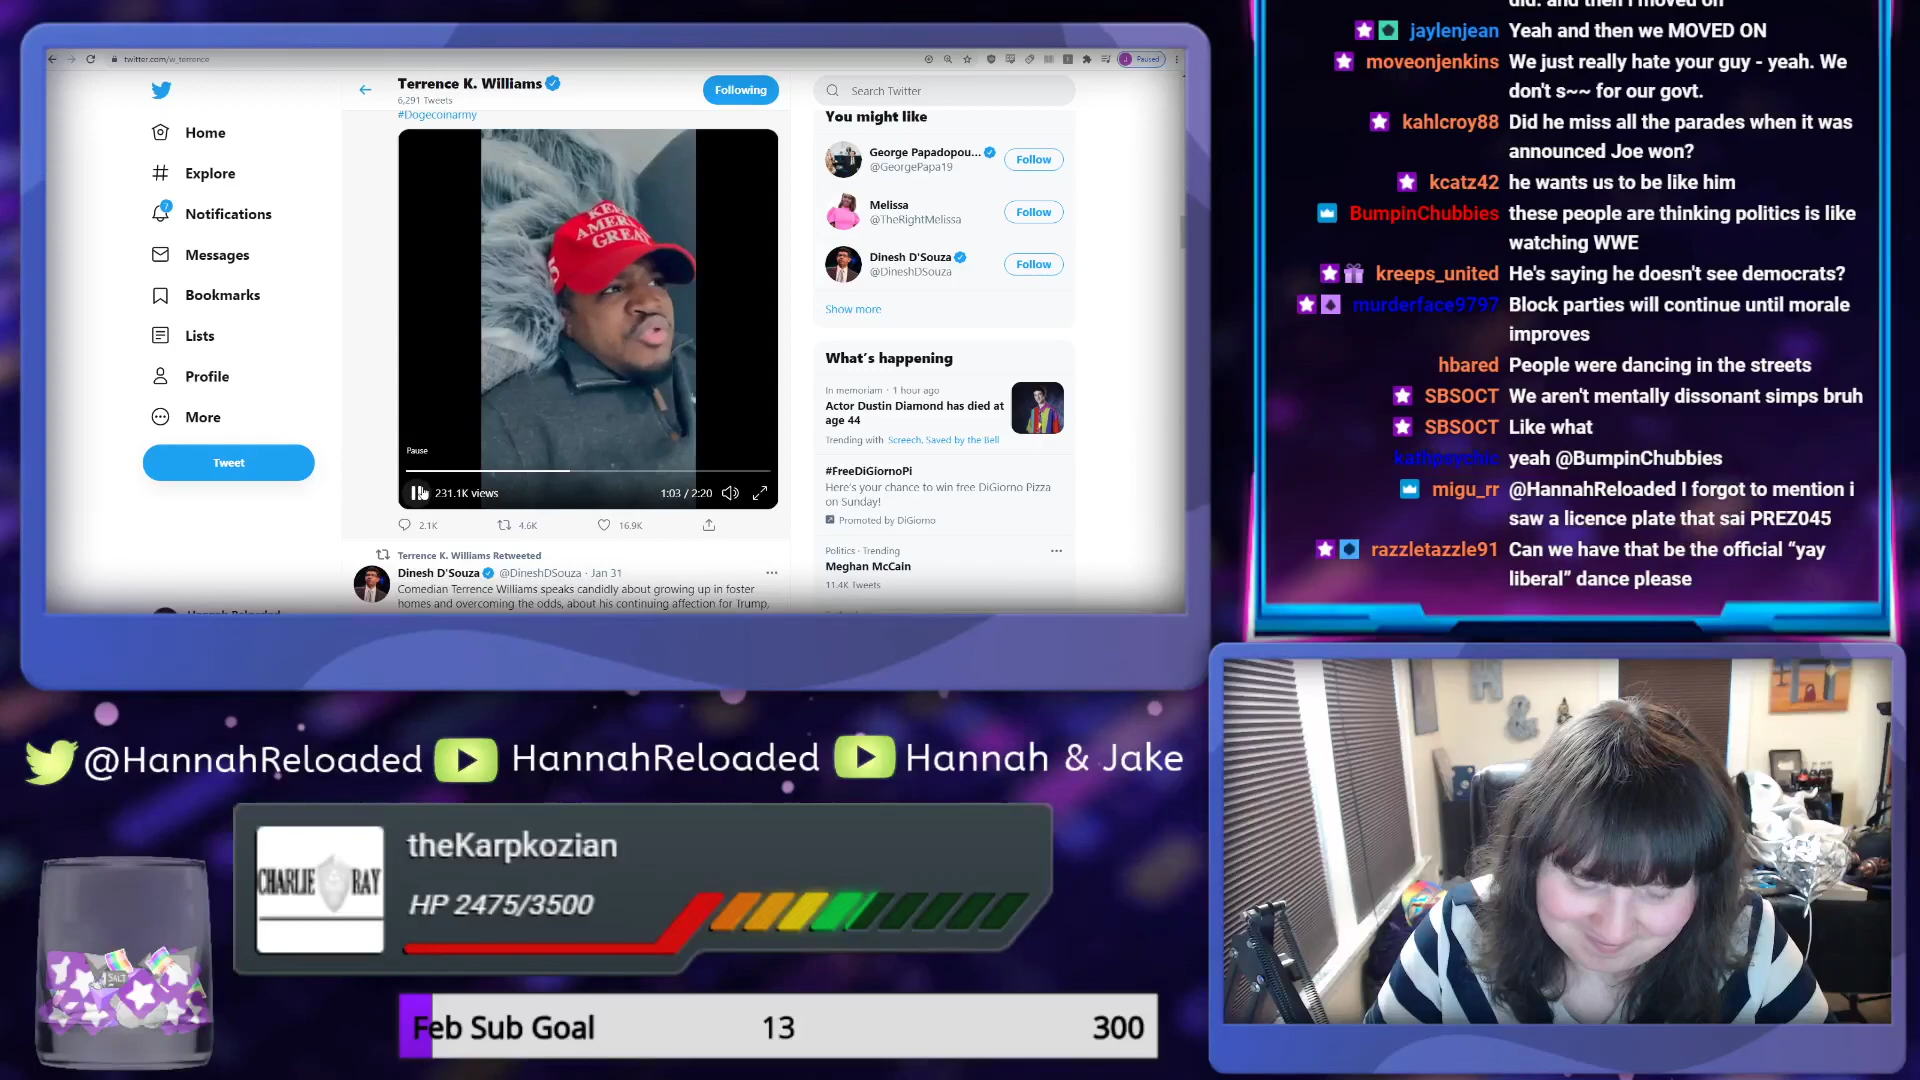 twitter.com/w_terrence
Paused
Home
Explore
7
Notifications
Messages
Bookmarks
Lists
Profile
More
Tweet
Terrence K. Williams
6,291 Tweets
Following
#Dogecoinarmy
KEEP
AMERICA
GREAT
Pause
231.1K views
1:03 / 2:20
2.1K
4.6K
16.9K
Terrence K. Williams Retweeted
Dinesh D'Souza @DineshDSouza · Jan 31
Comedian Terrence Williams speaks candidly about growing up in foster
homes and overcoming the odds, about his continuing affection for Trump,
Search Twitter
You might like
George Papadopou...
@GeorgePapa19
Follow
Melissa
@TheRightMelissa
Follow
Dinesh D'Souza
@DineshDSouza
Follow
Show more
What's happening
In memoriam · 1 hour ago
Actor Dustin Diamond has died at
age 44
Trending with Screech, Saved by the Bell
#FreeDiGiornoPi
Here's your chance to win free DiGiorno Pizza
on Sunday!
Promoted by DiGiorno
Politics · Trending
Meghan McCain
11.4K Tweets
did. and then I moved on
jaylenjean Yeah and then we MOVED ON
moveonjenkins We just really hate your guy - yeah. We
don't s~~ for our govt.
kahlcroy88 Did he miss all the parades when it was
announced Joe won?
kcatz42 he wants us to be like him
BumpinChubbies these people are thinking politics is like
watching WWE
kreeps_united He's saying he doesn't see democrats?
murderface9797 Block parties will continue until morale
improves
hbared People were dancing in the streets
SBSOCT We aren't mentally dissonant simps bruh
SBSOCT Like what
kathpsychic yeah @BumpinChubbies
migu_rr @HannahReloaded I forgot to mention i
saw a licence plate that sai PREZ045
razzletazzle91 Can we have that be the official “yay
liberal” dance please
@HannahReloaded HannahReloaded Hannah & Jake
CHARLIE RAY
theKarpkozian
HP 2475/3500
SALT
Feb Sub Goal 13 300
H
&